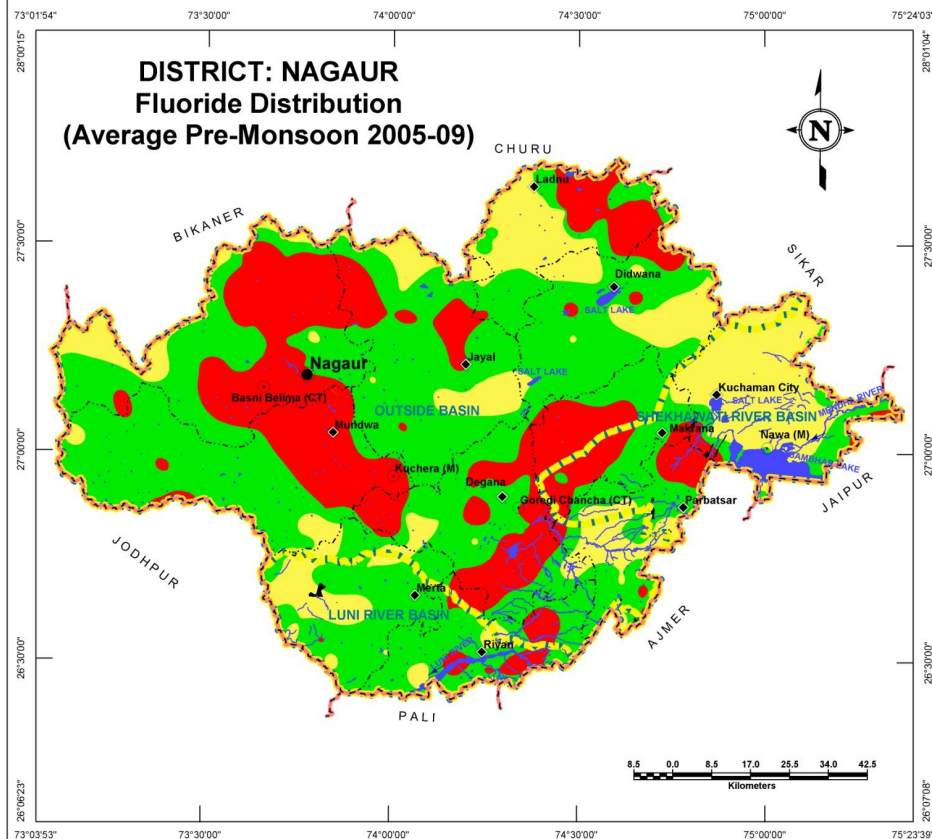 73°01'54"
73°30'00"
74°00'00"
74°30'00"
75°00'00"
75°24'03"
28°00'15"
28°01'04"
DISTRICT: NAGAUR
Fluoride Distribution
(Average Pre-Monsoon 2005-09)
N
CHURU
Ladnu
BIKANER
27°30'00"
27°30'00"
SIKAR
Didwana
SALT LAKE
Jayal
Nagaur
SALT LAKE
Kuchaman City
Basni Belima (CT)
SALT LAKE
MENDHA RIVER
OUTSIDE BASIN
SHEKHAWATI RIVER BASIN
Mundwa
Makrana
Nawa (M)
27°00'00"
27°00'00"
SAMBHAR LAKE
Kuchera (M)
Degana
JAIPUR
Goredi Chancha (CT)
Parbatsar
JODHPUR
Merta
LUNI RIVER BASIN
AJMER
Riyan
LUNI RIVER
26°30'00"
26°30'00"
PALI
8.5 0.0 8.5 17.0 25.5 34.0 42.5
Kilometers
26°06'23"
26°07'08"
73°03'53"
73°30'00"
74°00'00"
74°30'00"
75°00'00"
75°23'39"